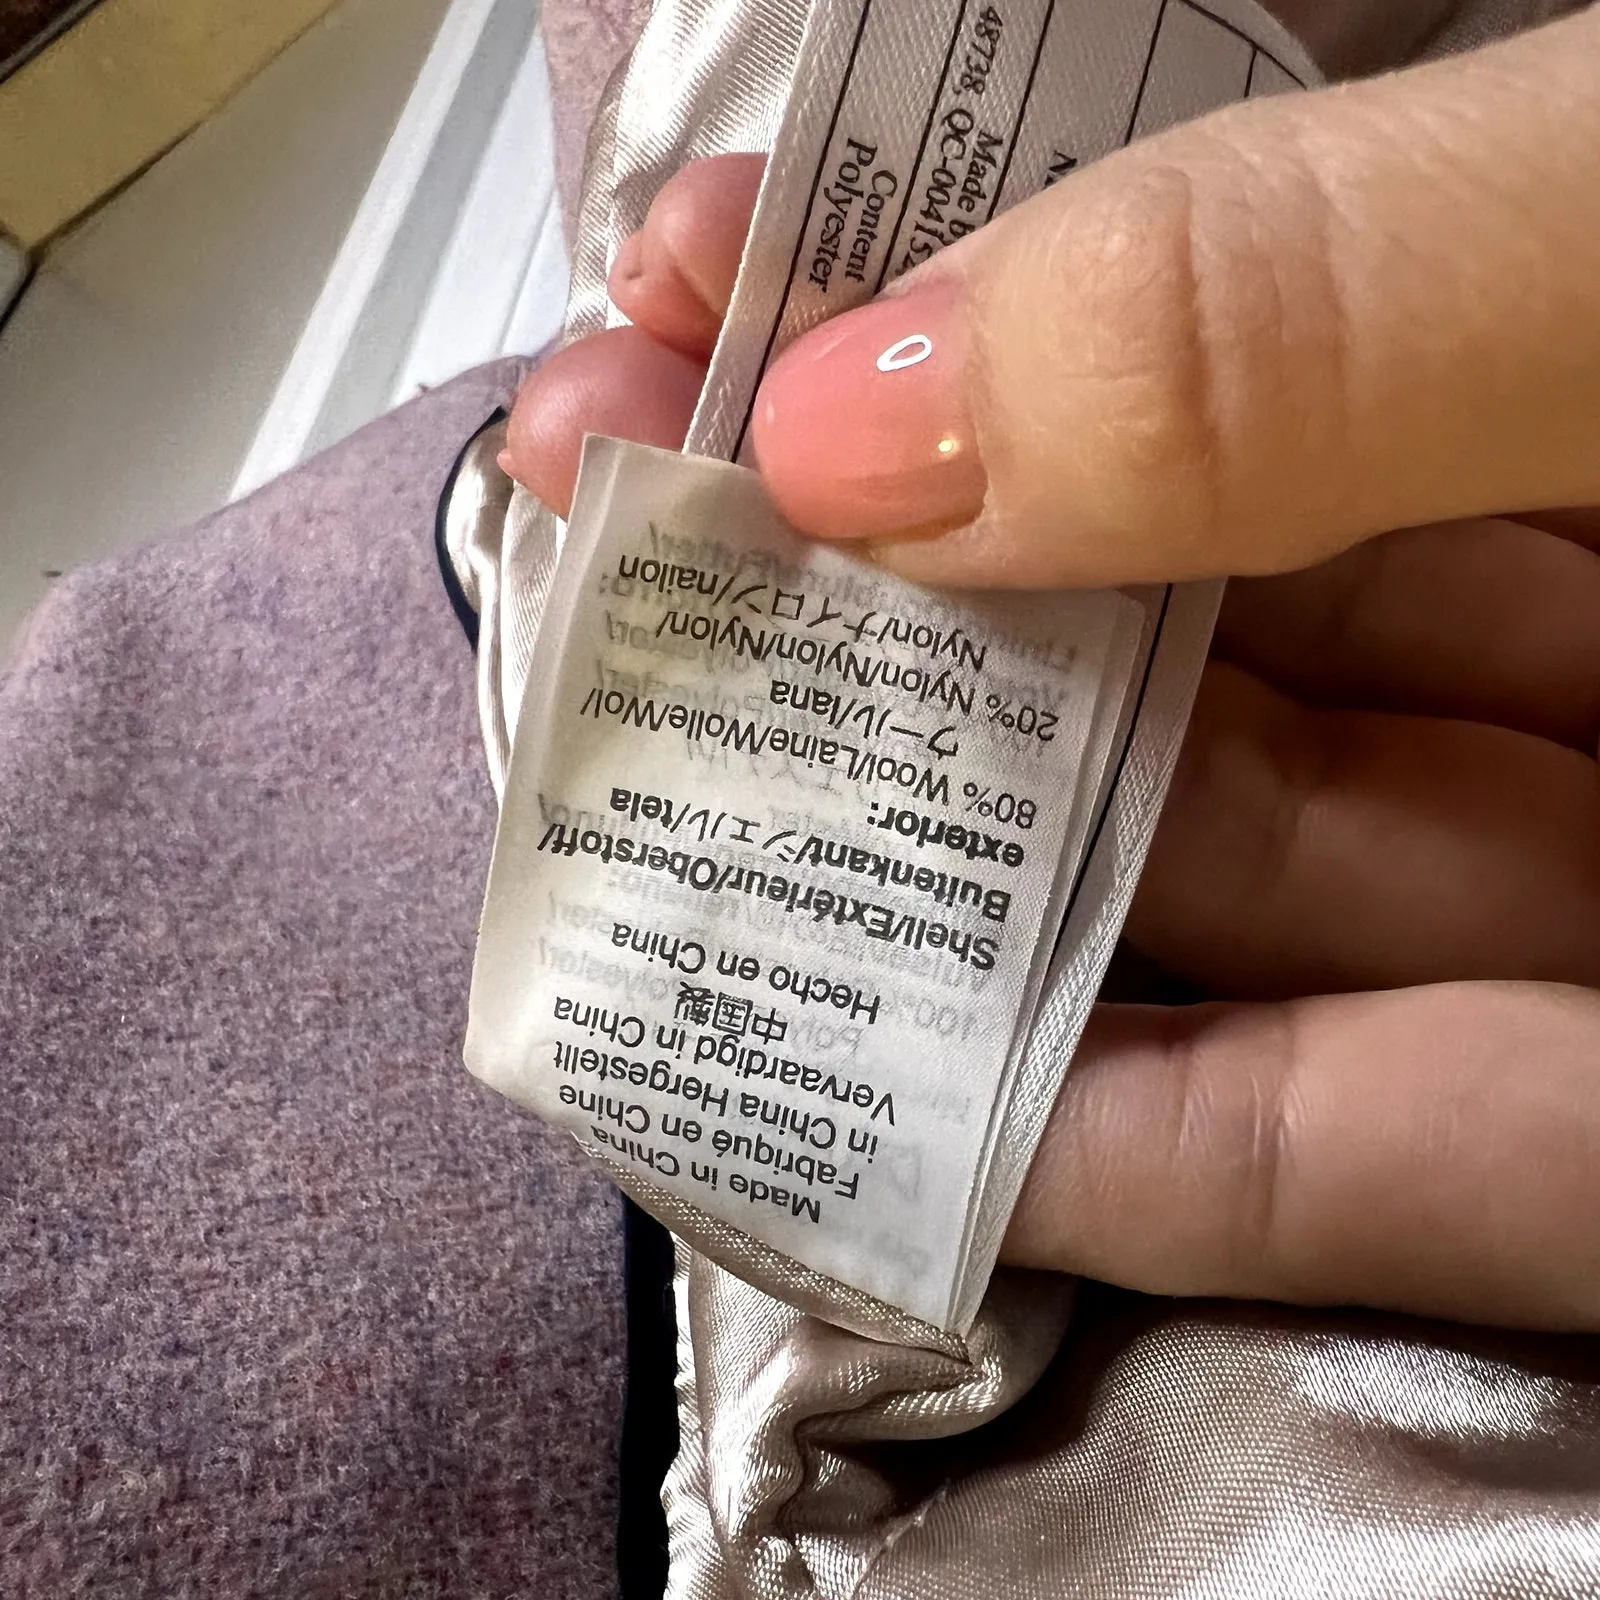 Made in China
Fabriqué en Chine
in China Hergestellt
Vervaardigd in China
中国製
Hecho en China
Shell/Extérieur/Oberstoff/
Buitenkant/シェル/tela
exterior:
80% Wool/Laine/Wolle/Wol/
ウール/lana
20% Nylon/Nylon/Nylon/
Nylon/ナイロン/nailon
Made
48738, QC-004152
Content
Polyester